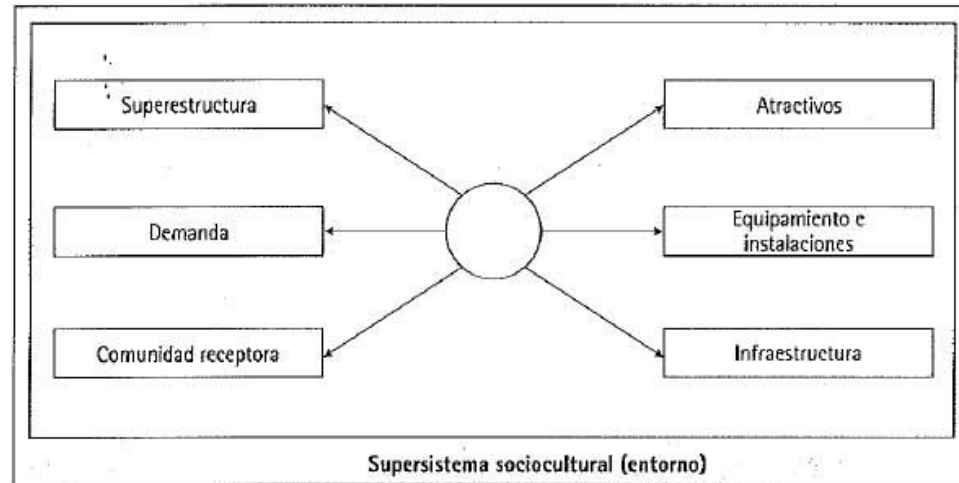 Superestructura
Atractivos
Demanda
Equipamiento e
instalaciones
Comunidad receptora
Infraestructura
Supersistema sociocultural (entorno)